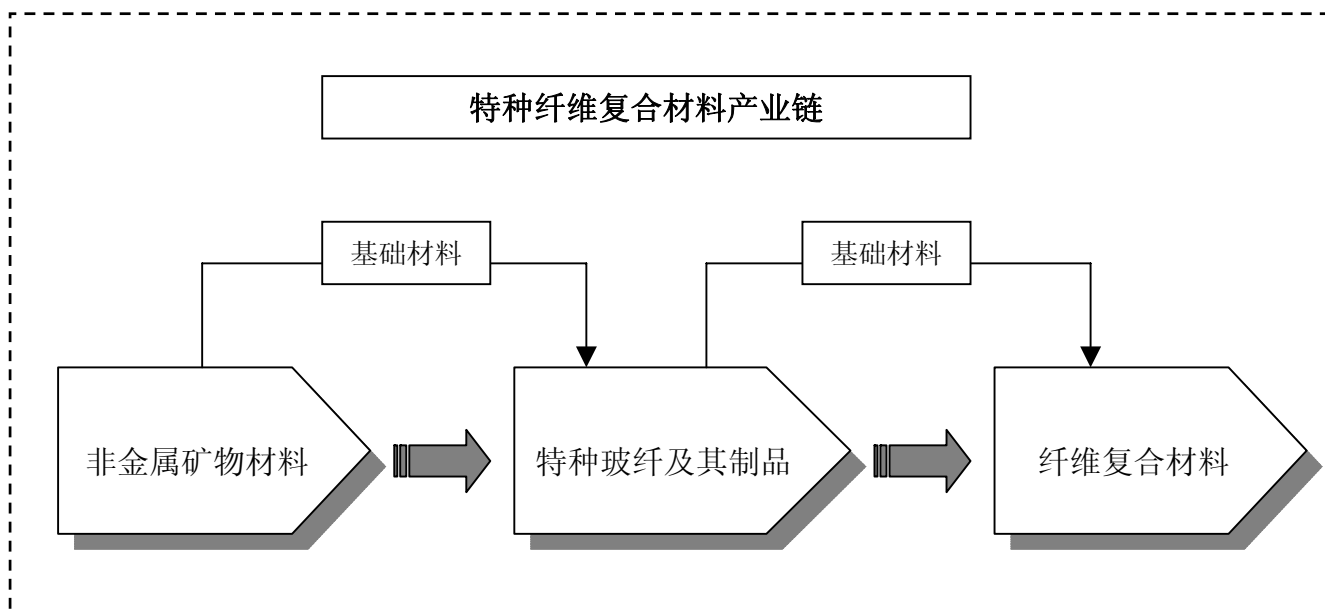 特种纤维复合材料产业链
基础材料
基础材料
非金属矿物材料
特种玻纤及其制品
纤维复合材料